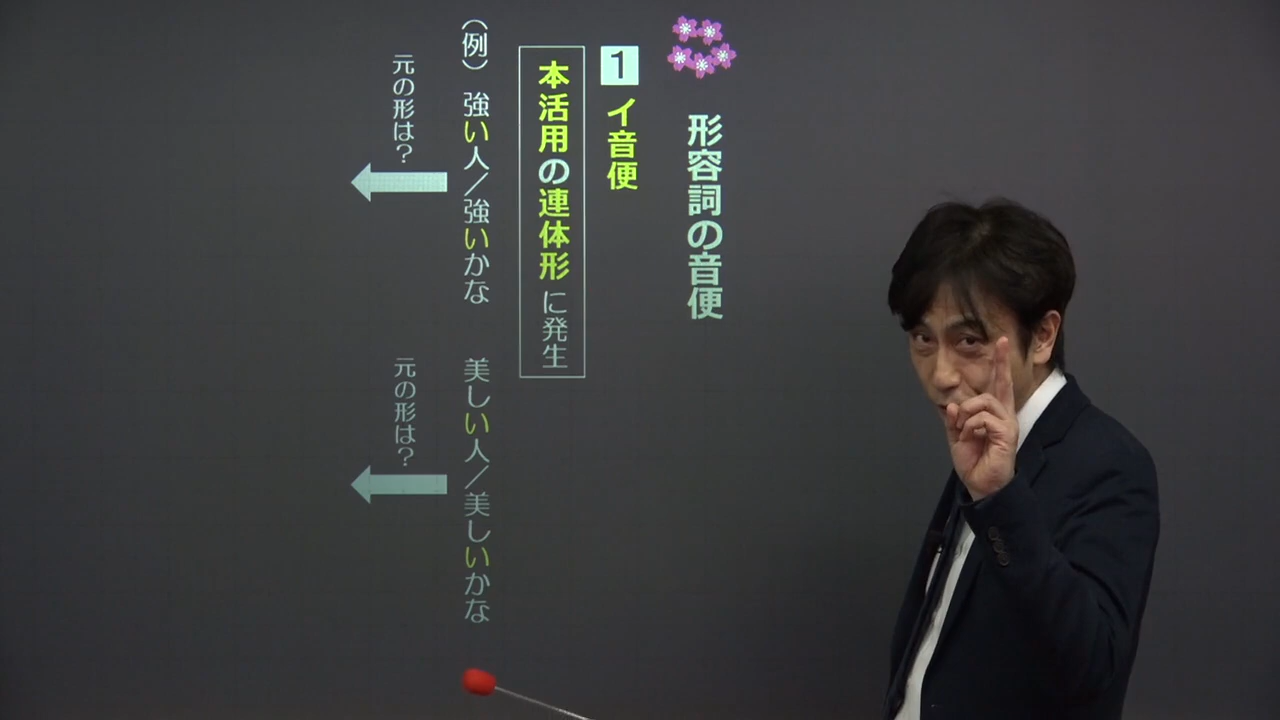 形容詞の音便
1 イ音便
本活用の連体形に発生
(例) 強い人/強いかな 美しい人/美しいかな
元の形は? 元の形は?